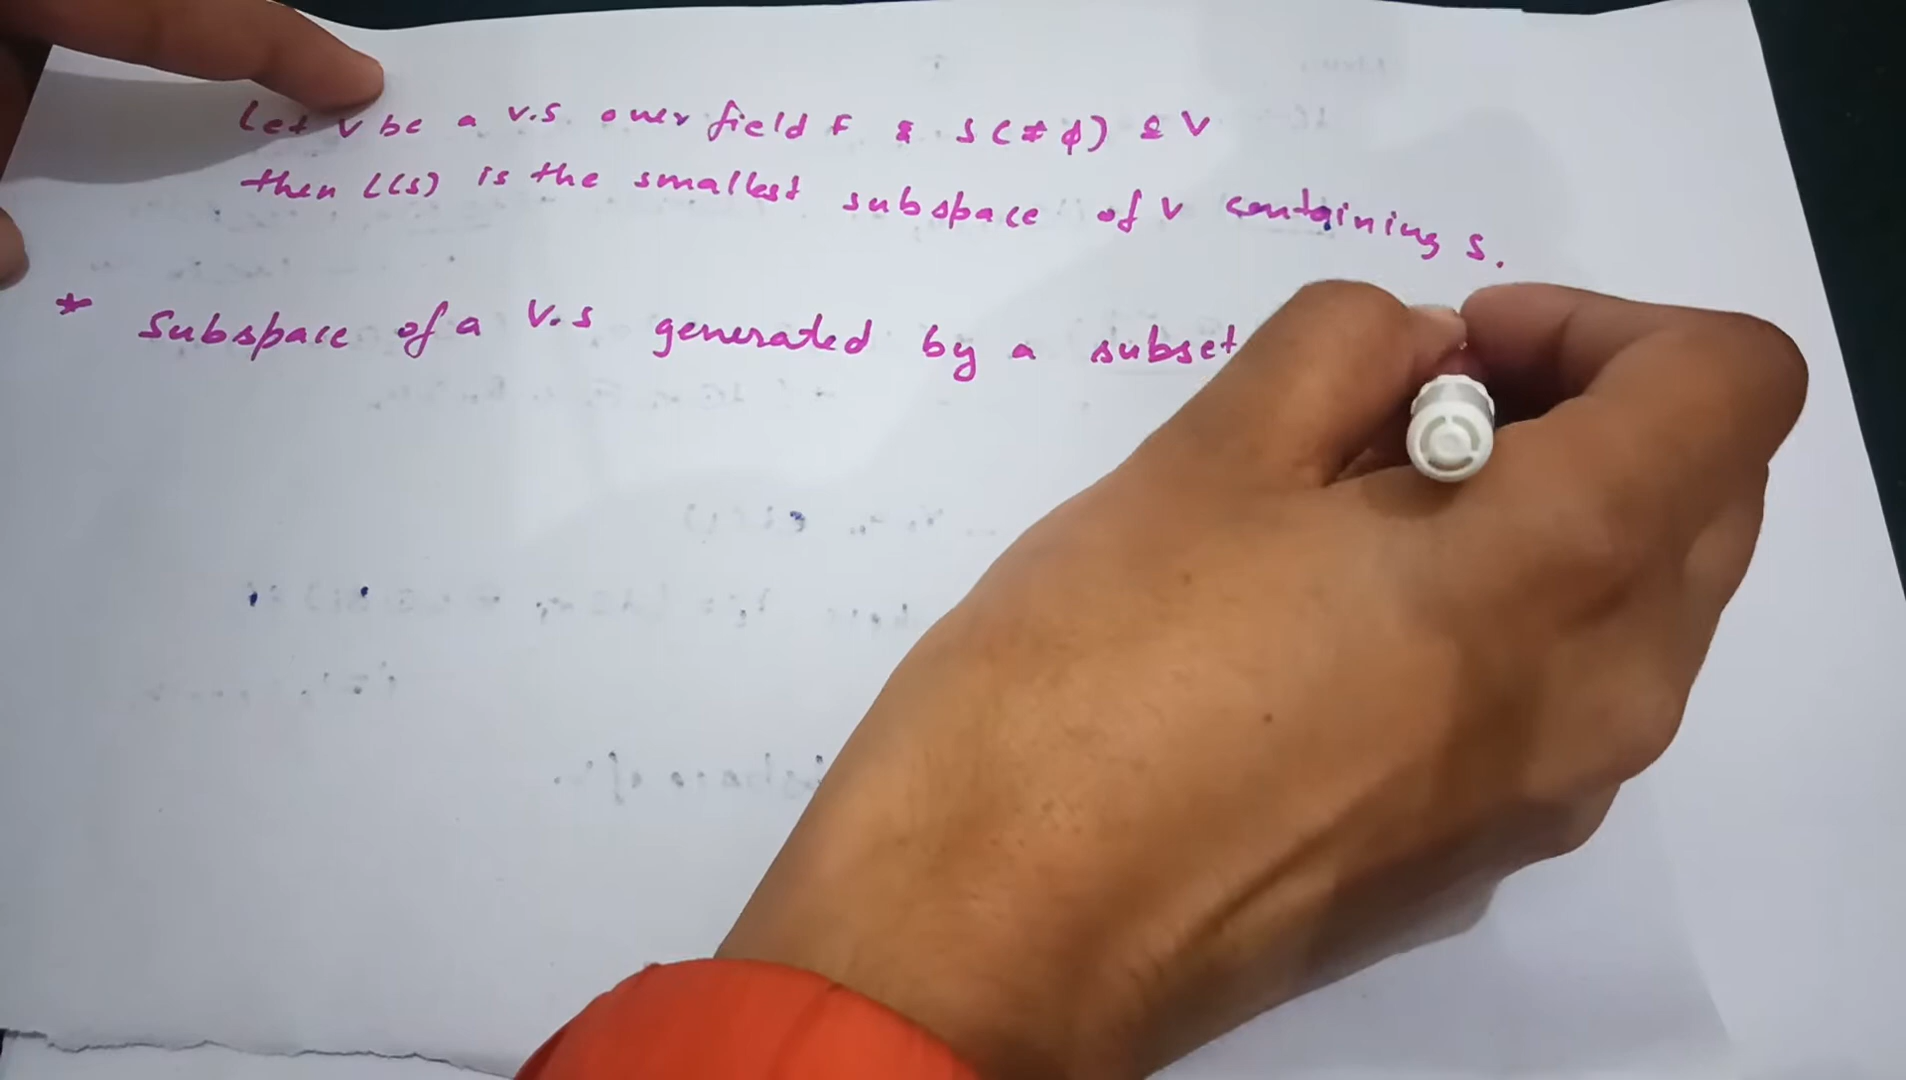 Let V be a V.S over field F & S(≠ϕ) ⊆ V
then L(S) is the smallest subspace of V containing S.
* Subspace of a V.S generated by a subset